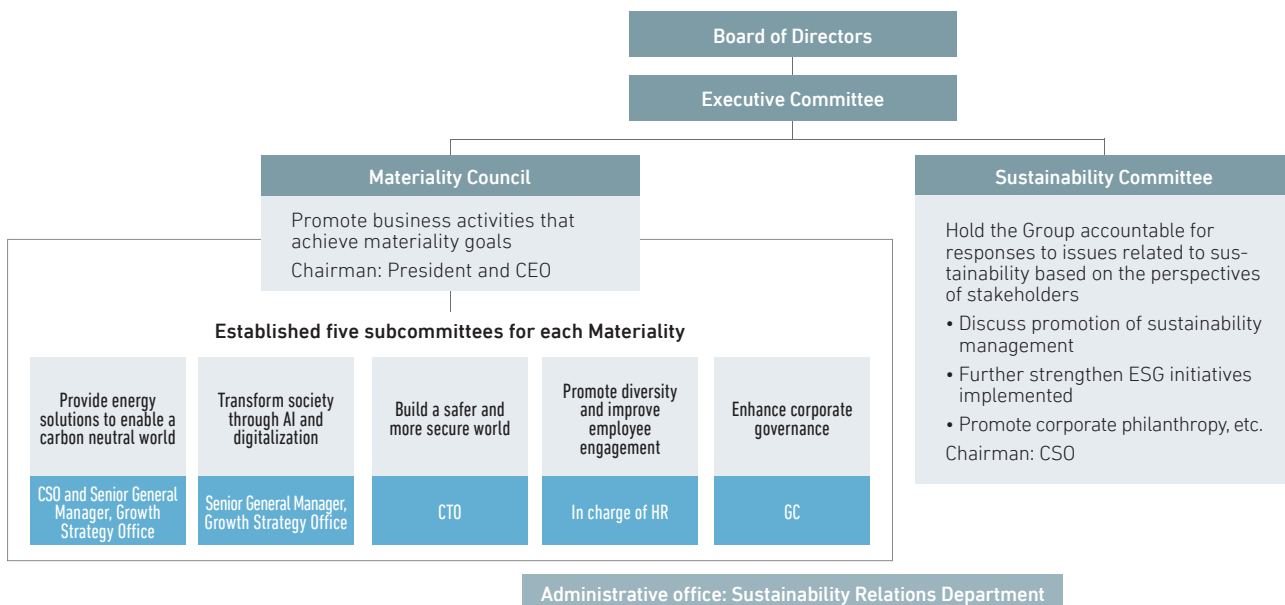 Board of Directors
Executive Committee
Materiality Council
Promote business activities that
achieve materiality goals
Chairman: President and CEO
Sustainability Committee
Hold the Group accountable for
responses to issues related to sus-
tainability based on the perspectives
of stakeholders
• Discuss promotion of sustainability
management
• Further strengthen ESG initiatives
implemented
• Promote corporate philanthropy, etc.
Chairman: CSO
Established five subcommittees for each Materiality
Provide energy
solutions to enable a
carbon neutral world
CSO and Senior General
Manager, Growth
Strategy Office
Transform society
through AI and
digitalization
Senior General Manager,
Growth Strategy Office
Build a safer and
more secure world
CTO
Promote diversity
and improve
employee
engagement
In charge of HR
Enhance corporate
governance
GC
Administrative office: Sustainability Relations Department